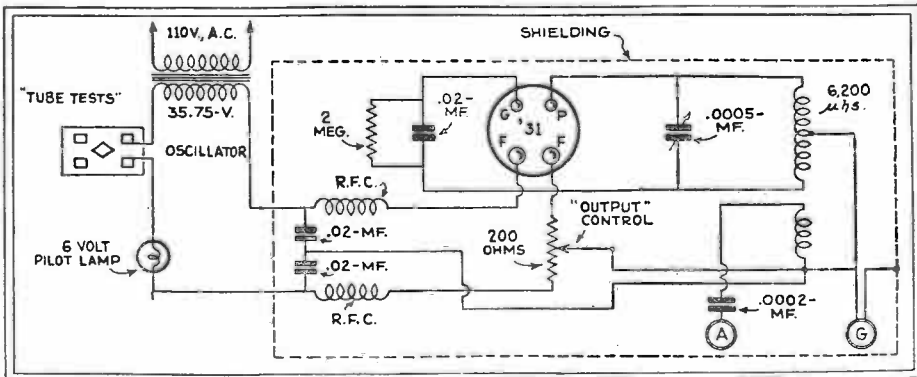 110V., A.C.
SHIELDING
35.75-V.
"TUBE TESTS"
OSCILLATOR
2
MEG.
.02-
MF.
G
P
'31
F
F
.0005-
MF.
6,200
µhs.
R.F.C.
"OUTPUT"
CONTROL
200
OHMS
.02-MF.
.02-MF.
6 VOLT
PILOT LAMP
R.F.C.
.0002-
MF.
A
G